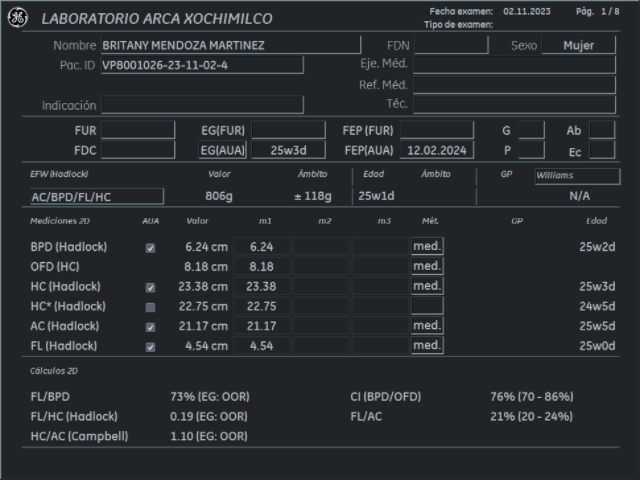 GE LABORATORIO ARCA XOCHIMILCO Fecha examen: 02.11.2023 Pàg. 1 / 8
Tipo de examen:
Nombre BRITANY MENDOZA MARTINEZ FDN Sexo Mujer
Pac. ID VPB001026-23-11-02-4 Eje. Méd.
Ref. Méd.
Indicación Téc.
FUR EG(FUR) FEP (FUR) G Ab
FDC EG(AUA) 25w3d FEP(AUA) 12.02.2024 P Ec
EFW (Hadlock) Valor Àmbito Edad Àmbito GP Williams
AC/BPD/FL/HC 806g ± 118g 25w1d N/A
Mediciones 2D AUA Valor m1 m2 m3 Mét. GP Edad
BPD (Hadlock) 6.24 cm 6.24 med. 25w2d
OFD (HC) 8.18 cm 8.18
HC (Hadlock) 23.38 cm 23.38 med. 25w3d
HC* (Hadlock) 22.75 cm 22.75 24w5d
AC (Hadlock) 21.17 cm 21.17 med. 25w5d
FL (Hadlock) 4.54 cm 4.54 med. 25w0d
Cálculos 2D
FL/BPD 73% (EG: OOR) CI (BPD/OFD) 76% (70 - 86%)
FL/HC (Hadlock) 0.19 (EG: OOR) FL/AC 21% (20 - 24%)
HC/AC (Campbell) 1.10 (EG: OOR)